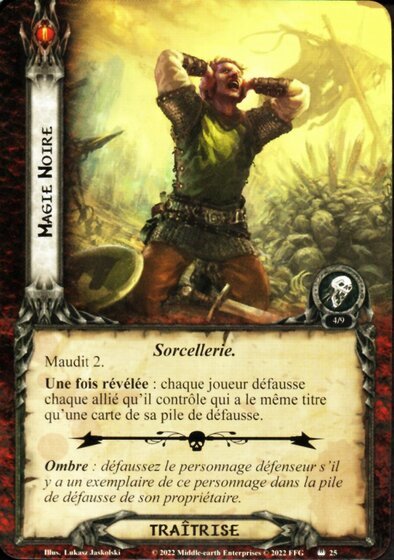 MAGIE NOIRE
4/9
Sorcellerie.
Maudit 2.
Une fois révélée : chaque joueur défausse
chaque allié qu'il contrôle qui a le même titre
qu'une carte de sa pile de défausse.
Ombre : défaussez le personnage défenseur s'il
y a un exemplaire de ce personnage dans la pile
de défausse de son propriétaire.
TRAÎTRISE
Illus. Lukasz Jaskolski © 2022 Middle-earth Enterprises © 2022 FFG 25